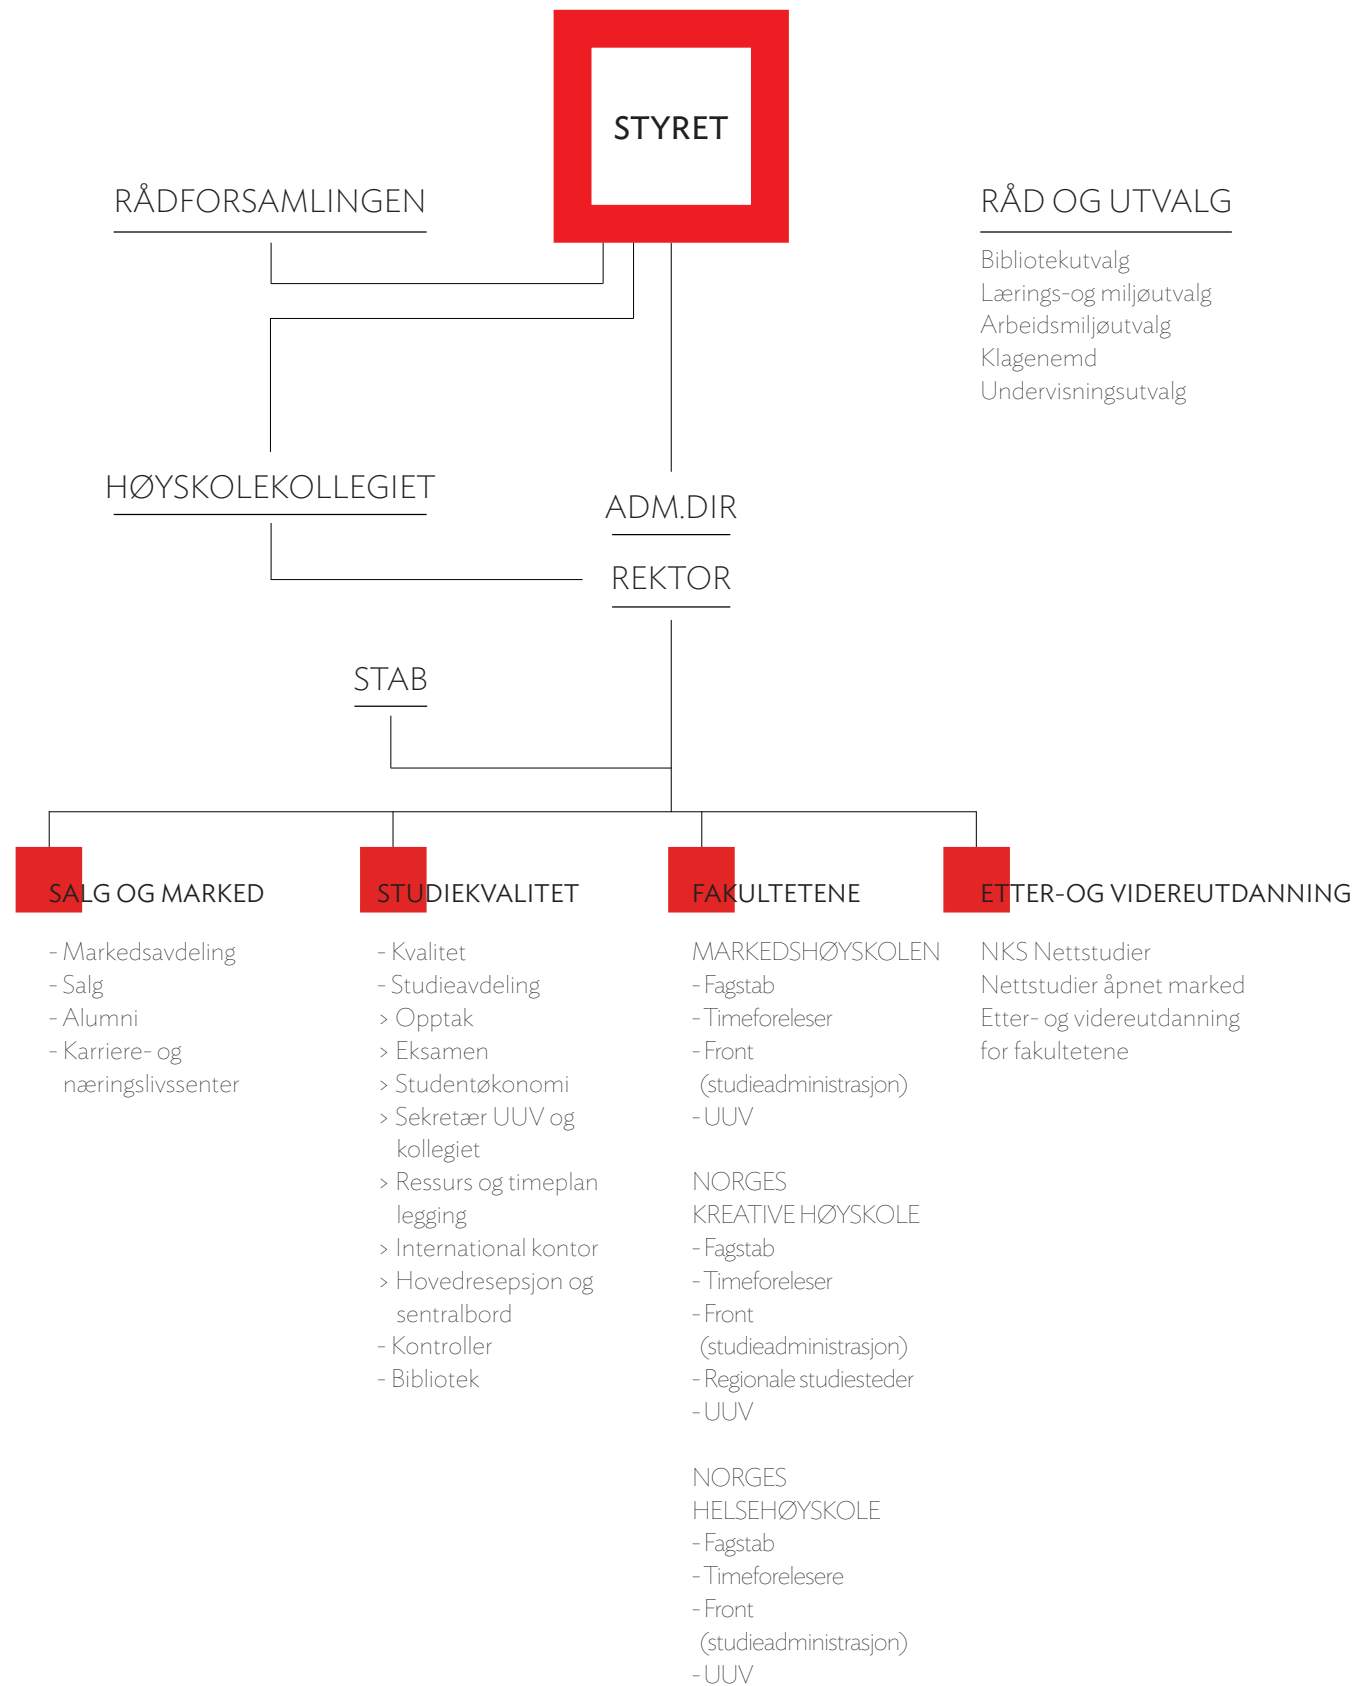 STYRET
RÅDFORSAMLINGEN
RÅD OG UTVALG
Bibliotekutvalg
Lærings-og miljøutvalg
Arbeidsmiljøutvalg
Klagenemd
Undervisningsutvalg
HØYSKOLEKOLLEGIET
ADM.DIR
REKTOR
STAB
SALG OG MARKED
- Markedsavdeling
- Salg
- Alumni
- Karriere- og
næringslivssenter
STUDIEKVALITET
- Kvalitet
- Studieavdeling
> Opptak
> Eksamen
> Studentøkonomi
> Sekretær UUV og
kollegiet
> Ressurs og timeplan
legging
> International kontor
> Hovedresepsjon og
sentralbord
- Kontroller
- Bibliotek
FAKULTETENE
MARKEDSHØYSKOLEN
- Fagstab
- Timeforeleser
- Front
(studieadministrasjon)
- UUV
NORGES
KREATIVE HØYSKOLE
- Fagstab
- Timeforeleser
- Front
(studieadministrasjon)
- Regionale studiesteder
- UUV
NORGES
HELSEHØYSKOLE
- Fagstab
- Timeforelesere
- Front
(studieadministrasjon)
- UUV
ETTER-OG VIDEREUTDANNING
NKS Nettstudier
Nettstudier åpnet marked
Etter- og videreutdanning
for fakultetene